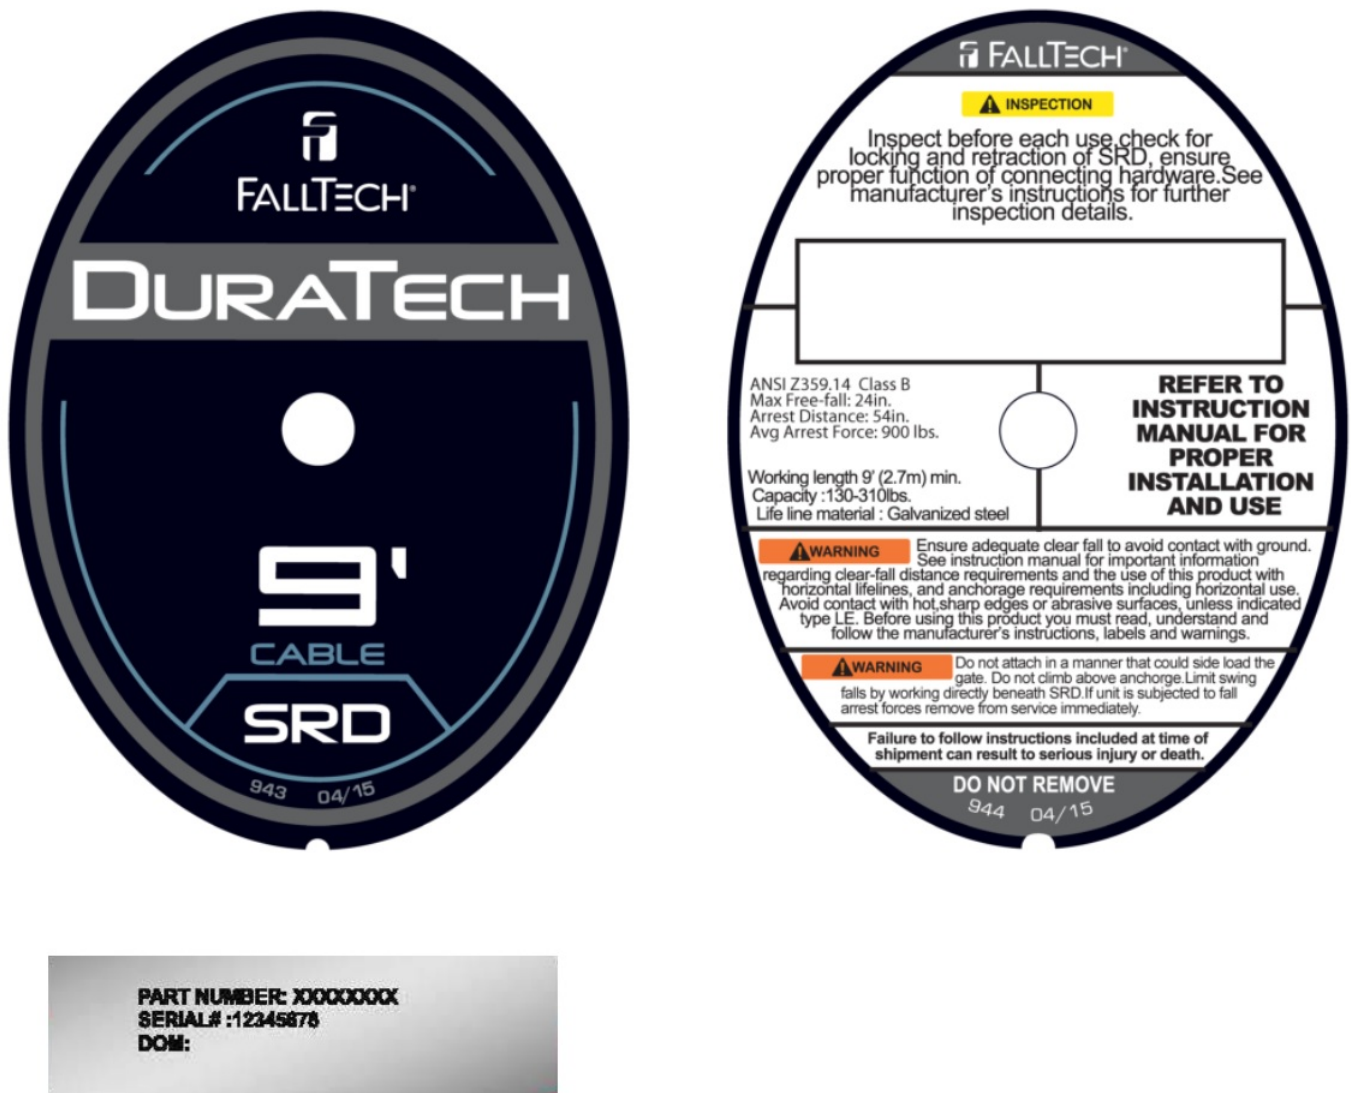 FALLTECH®
DURATECH
9'
CABLE
SRD
943 04/15
FALLTECH®
INSPECTION
Inspect before each use,check for
locking and retraction of SRD, ensure
proper function of connecting hardware.See
manufacturer's instructions for further
inspection details.
ANSI Z359.14 Class B
Max Free-fall: 24in.
Arrest Distance: 54in.
Avg Arrest Force: 900 lbs.
Working length 9' (2.7m) min.
Capacity :130-310lbs.
Life line material : Galvanized steel
REFER TO
INSTRUCTION
MANUAL FOR
PROPER
INSTALLATION
AND USE
WARNING Ensure adequate clear fall to avoid contact with ground.
See instruction manual for important information
regarding clear-fall distance requirements and the use of this product with
horizontal lifelines, and anchorage requirements including horizontal use.
Avoid contact with hot,sharp edges or abrasive surfaces, unless indicated
type LE. Before using this product you must read, understand and
follow the manufacturer's instructions, labels and warnings.
WARNING Do not attach in a manner that could side load the
gate. Do not climb above anchorge.Limit swing
falls by working directly beneath SRD.If unit is subjected to fall
arrest forces remove from service immediately.
Failure to follow instructions included at time of
shipment can result to serious injury or death.
DO NOT REMOVE
944 04/15
PART NUMBER: XXXXXXXX
SERIAL# :12345678
DOM: